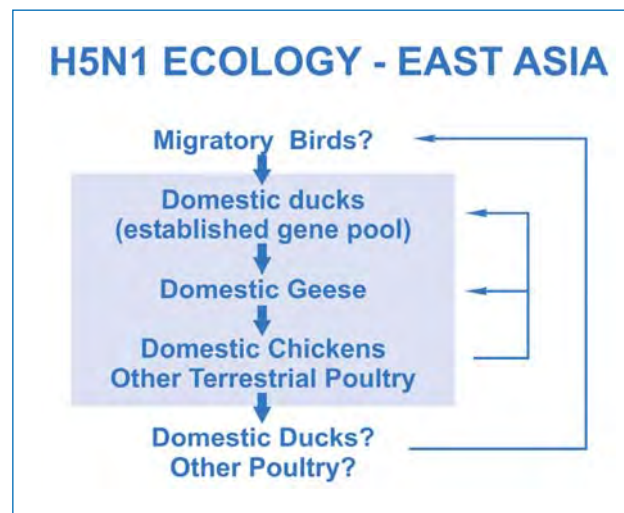 H5N1 ECOLOGY - EAST ASIA
Migratory Birds?
Domestic ducks
(established gene pool)
Domestic Geese
Domestic Chickens
Other Terrestrial Poultry
Domestic Ducks?
Other Poultry?